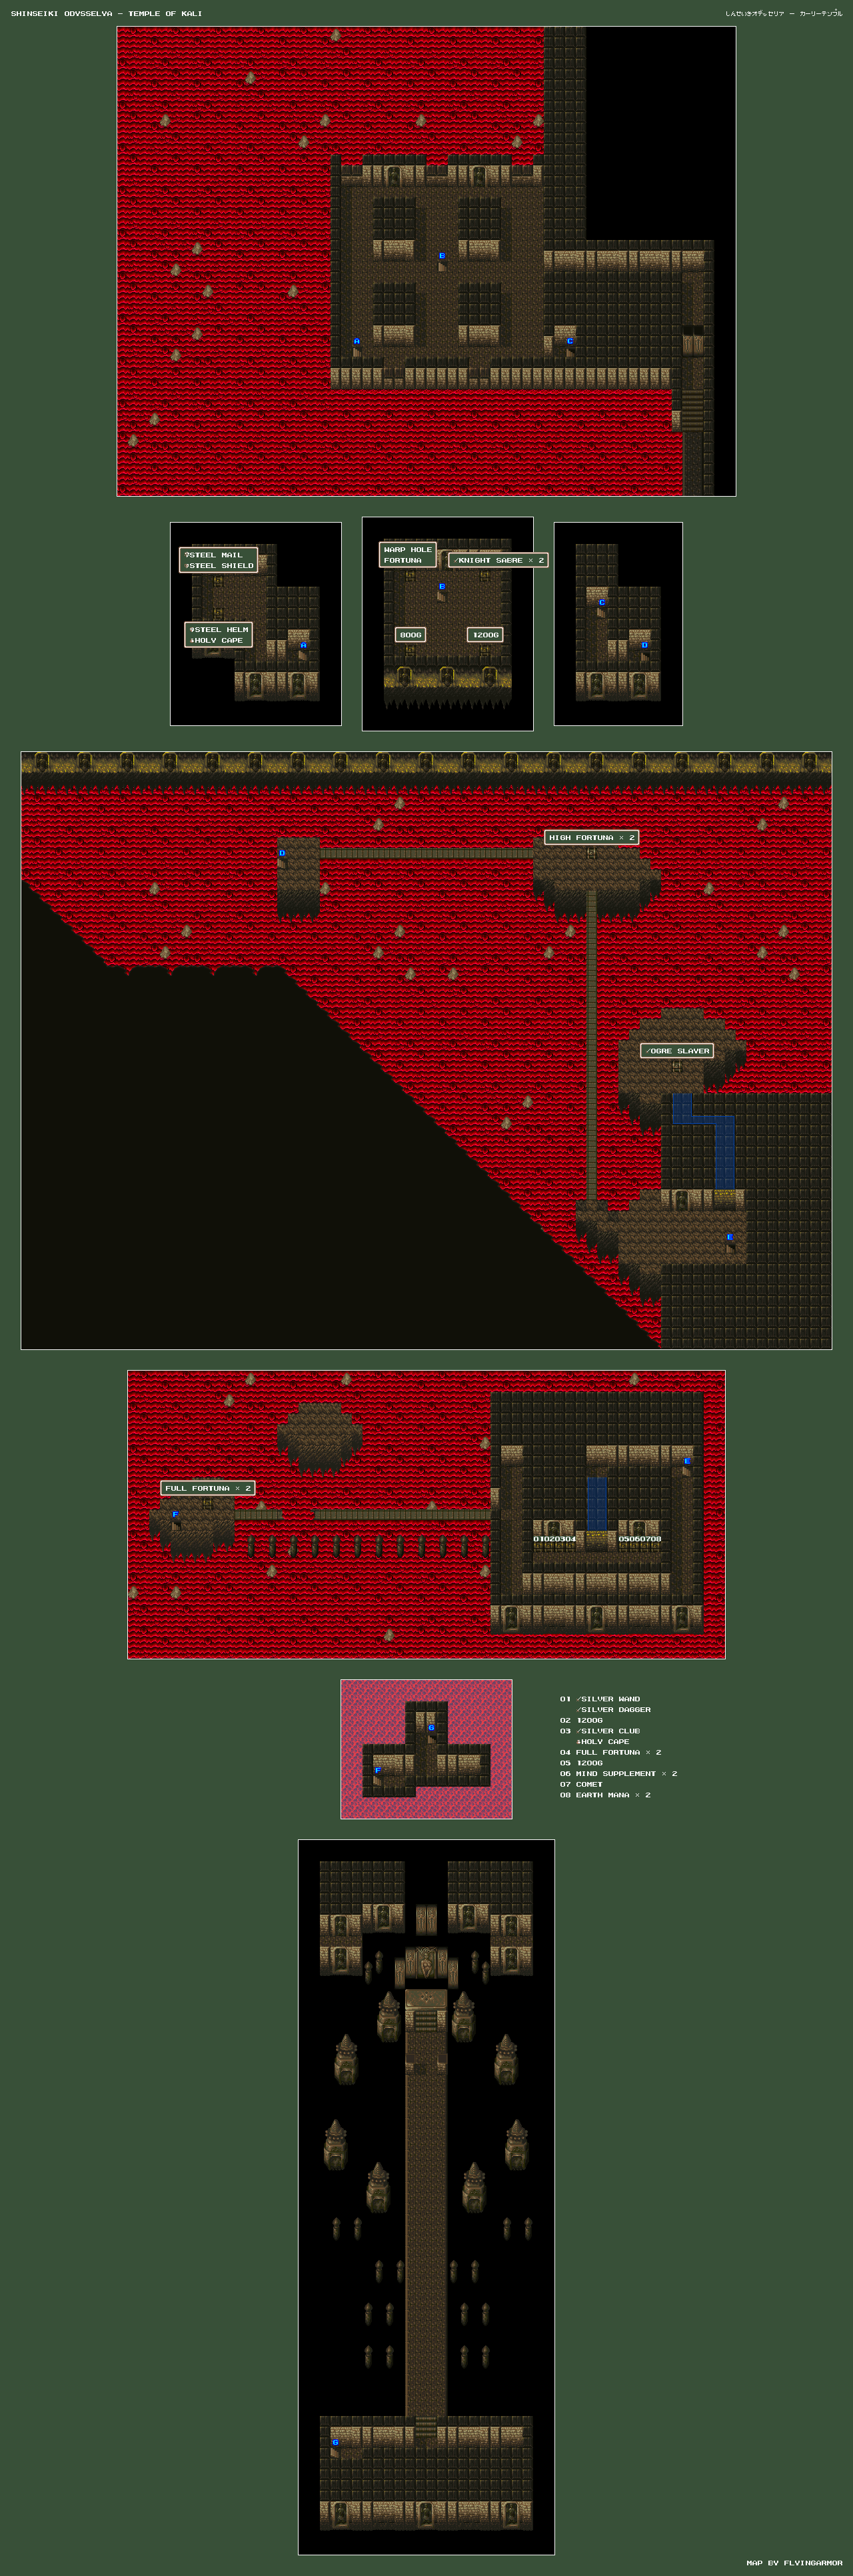 SHINSEIKI ODYSSELYA – TEMPLE OF KALI
しんせいきオデッセリア ー カーリーテンプル
B
A
C
STEEL MAIL
STEEL SHIELD
WARP HOLE
FORTUNA
KNIGHT SABRE × 2
B
C
STEEL HELM
HOLY CAPE
A
800G
1200G
D
D
HIGH FORTUNA × 2
OGRE SLAVER
E
E
FULL FORTUNA × 2
F
01020304
05060708
G
F
01 SILVER WAND
SILVER DAGGER
02 1200G
03 SILVER CLUB
HOLY CAPE
04 FULL FORTUNA × 2
05 1200G
06 MIND SUPPLEMENT × 2
07 COMET
08 EARTH MANA × 2
G
MAP BY FLYINGARMOR